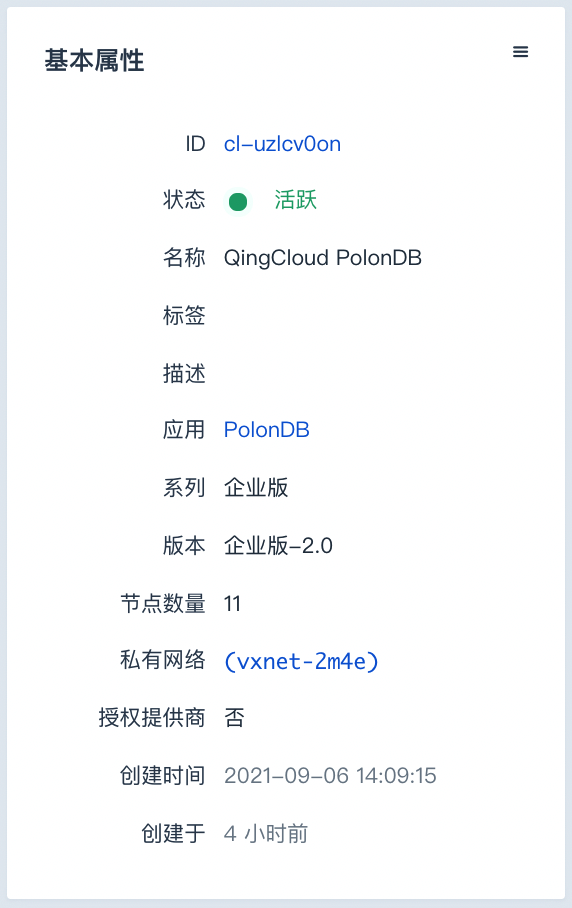 基本属性
ID cl-uzlcv0on
状态 活跃
名称 QingCloud PolonDB
标签
描述
应用 PolonDB
系列 企业版
版本 企业版-2.0
节点数量 11
私有网络 (vxnet-2m4e)
授权提供商 否
创建时间 2021-09-06 14:09:15
创建于 4 小时前